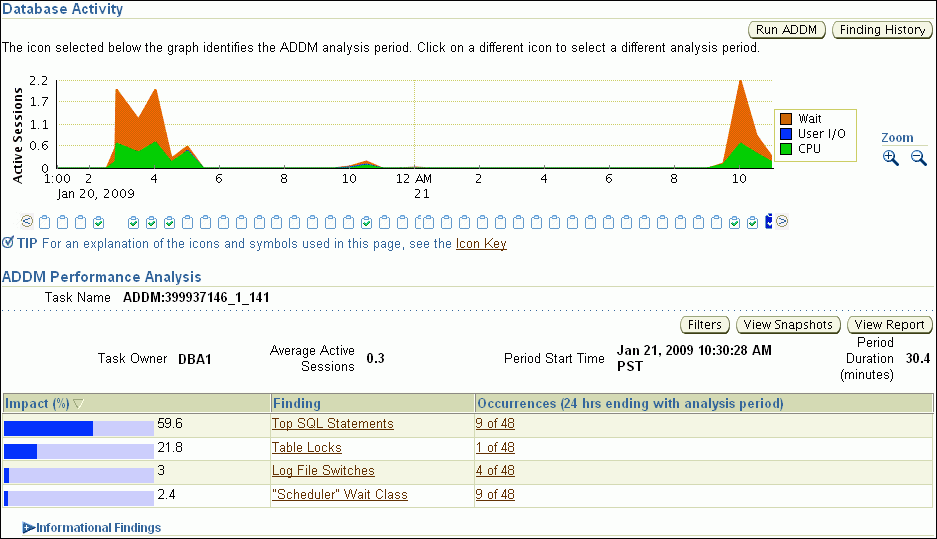 Database Activity
Run ADDM Finding History
The icon selected below the graph identifies the ADDM analysis period. Click on a different icon to select a different analysis period.
Active Sessions
2.2
1.7
1.1
0.6
0
1:00 2 4 6 8 10 12 AM 2 4 6 8 10
Jan 20, 2009 21
Wait
User I/O
CPU
Zoom
TIP For an explanation of the icons and symbols used in this page, see the Icon Key
ADDM Performance Analysis
Task Name ADDM:399937146_1_141
Filters View Snapshots View Report
Task Owner DBA1
Average Active
Sessions 0.3
Period Start Time Jan 21, 2009 10:30:28 AM
PST
Period
Duration 30.4
(minutes)
Impact (%) Finding Occurrences (24 hrs ending with analysis period)
59.6 Top SQL Statements 9 of 48
21.8 Table Locks 1 of 48
3 Log File Switches 4 of 48
2.4 "Scheduler" Wait Class 9 of 48
Informational Findings